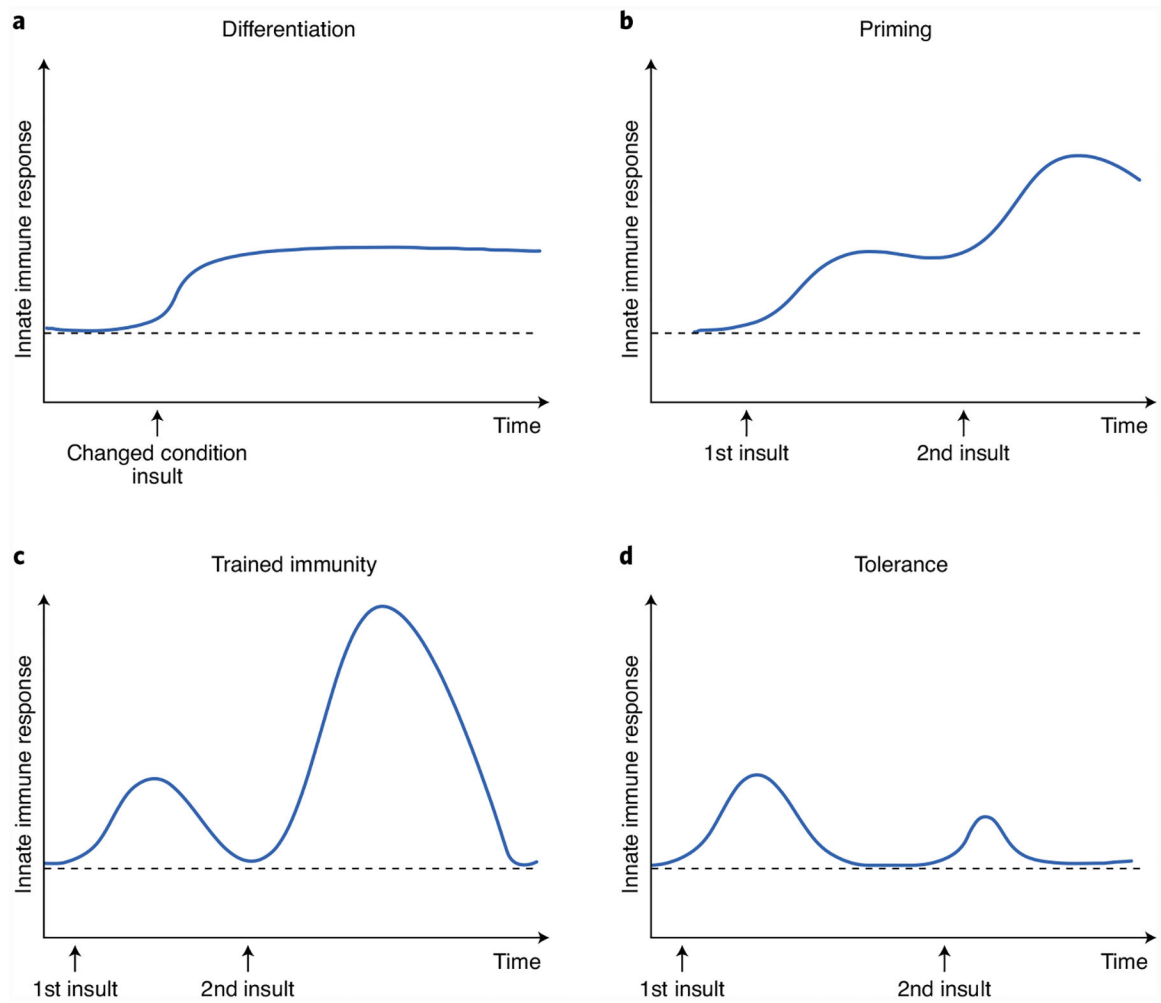 a
Differentiation
Innate immune response
Time
Changed condition
insult
b
Priming
Innate immune response
Time
1st insult
2nd insult
c
Trained immunity
Innate immune response
Time
1st insult
2nd insult
d
Tolerance
Innate immune response
Time
1st insult
2nd insult